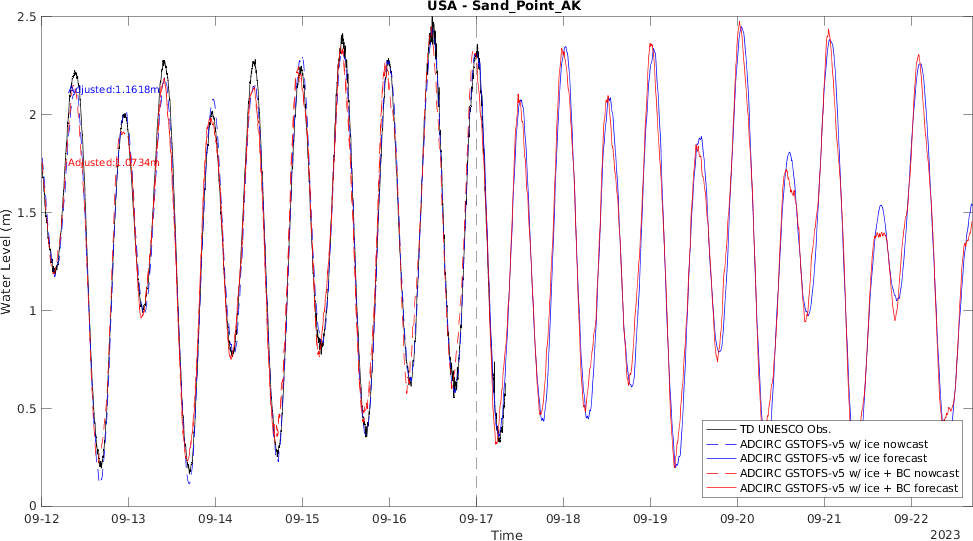 USA - Sand_Point_AK
2.5
2
1.5
1
0.5
0
Water Level (m)
Adjusted:1.1618m
Adjusted:1.0734m
TD UNESCO Obs.
ADCIRC GSTOFS-v5 w/ ice nowcast
ADCIRC GSTOFS-v5 w/ ice forecast
ADCIRC GSTOFS-v5 w/ ice + BC nowcast
ADCIRC GSTOFS-v5 w/ ice + BC forecast
09-12 09-13 09-14 09-15 09-16 09-17 09-18 09-19 09-20 09-21 09-22
Time
2023